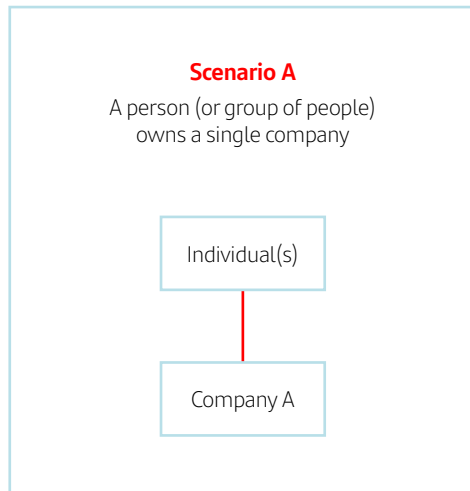 Scenario A
A person (or group of people)
owns a single company
Individual(s)
Company A